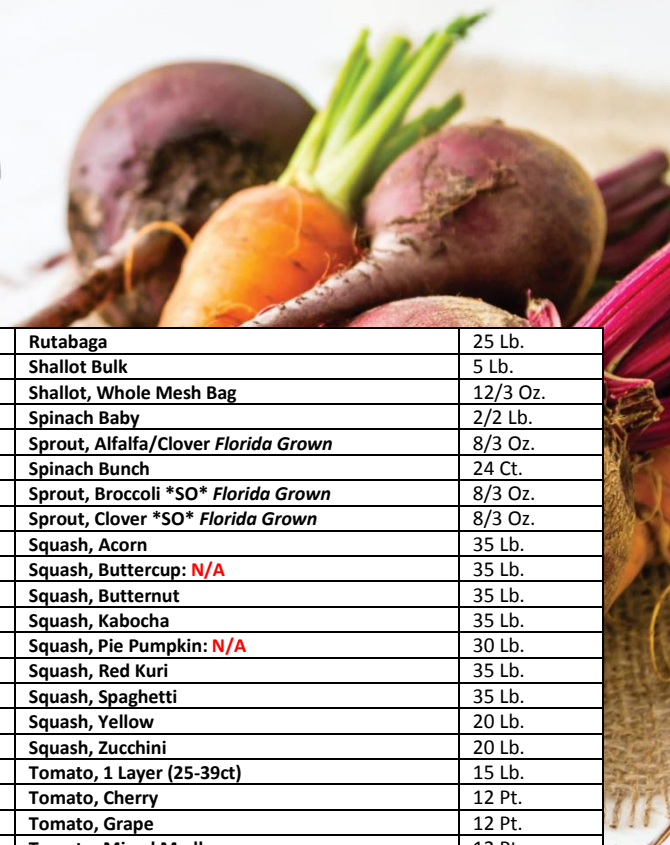 Rutabaga 25 Lb.
Shallot Bulk 5 Lb.
Shallot, Whole Mesh Bag 12/3 Oz.
Spinach Baby 2/2 Lb.
Sprout, Alfalfa/Clover Florida Grown 8/3 Oz.
Spinach Bunch 24 Ct.
Sprout, Broccoli *SO* Florida Grown 8/3 Oz.
Sprout, Clover *SO* Florida Grown 8/3 Oz.
Squash, Acorn 35 Lb.
Squash, Buttercup: N/A 35 Lb.
Squash, Butternut 35 Lb.
Squash, Kabocha 35 Lb.
Squash, Pie Pumpkin: N/A 30 Lb.
Squash, Red Kuri 35 Lb.
Squash, Spaghetti 35 Lb.
Squash, Yellow 20 Lb.
Squash, Zucchini 20 Lb.
Tomato, 1 Layer (25-39ct) 15 Lb.
Tomato, Cherry 12 Pt.
Tomato, Grape 12 Pt.